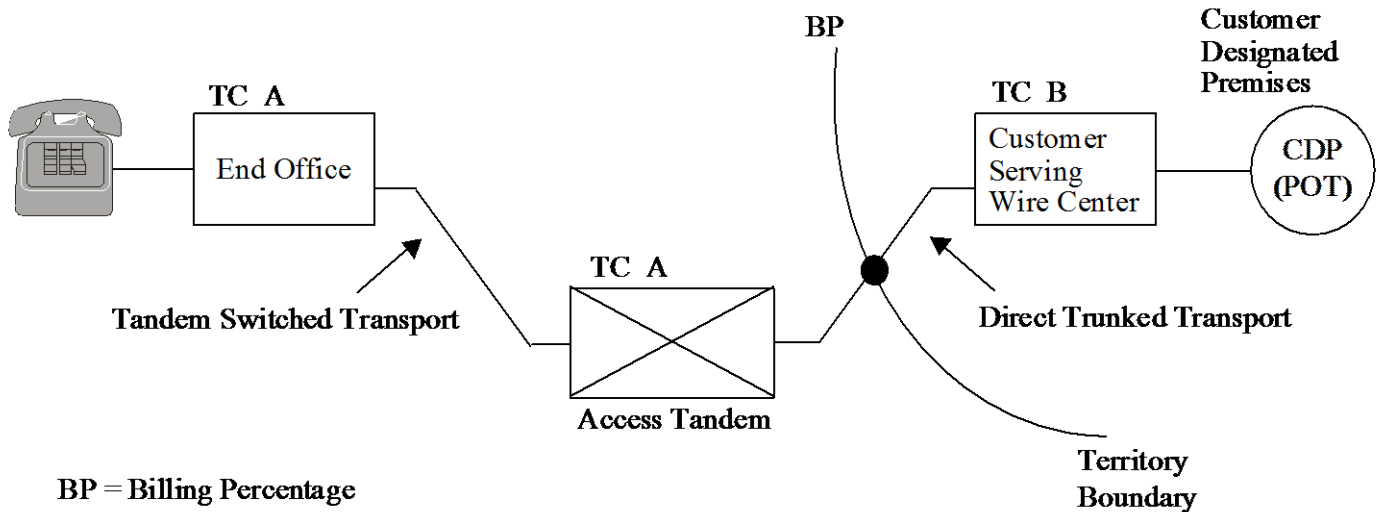 BP
Customer
Designated
Premises
TC A
TC B
End Office
Customer
Serving
Wire Center
CDP
(POT)
TC A
Tandem Switched Transport
Direct Trunked Transport
Access Tandem
Territory
Boundary
BP = Billing Percentage